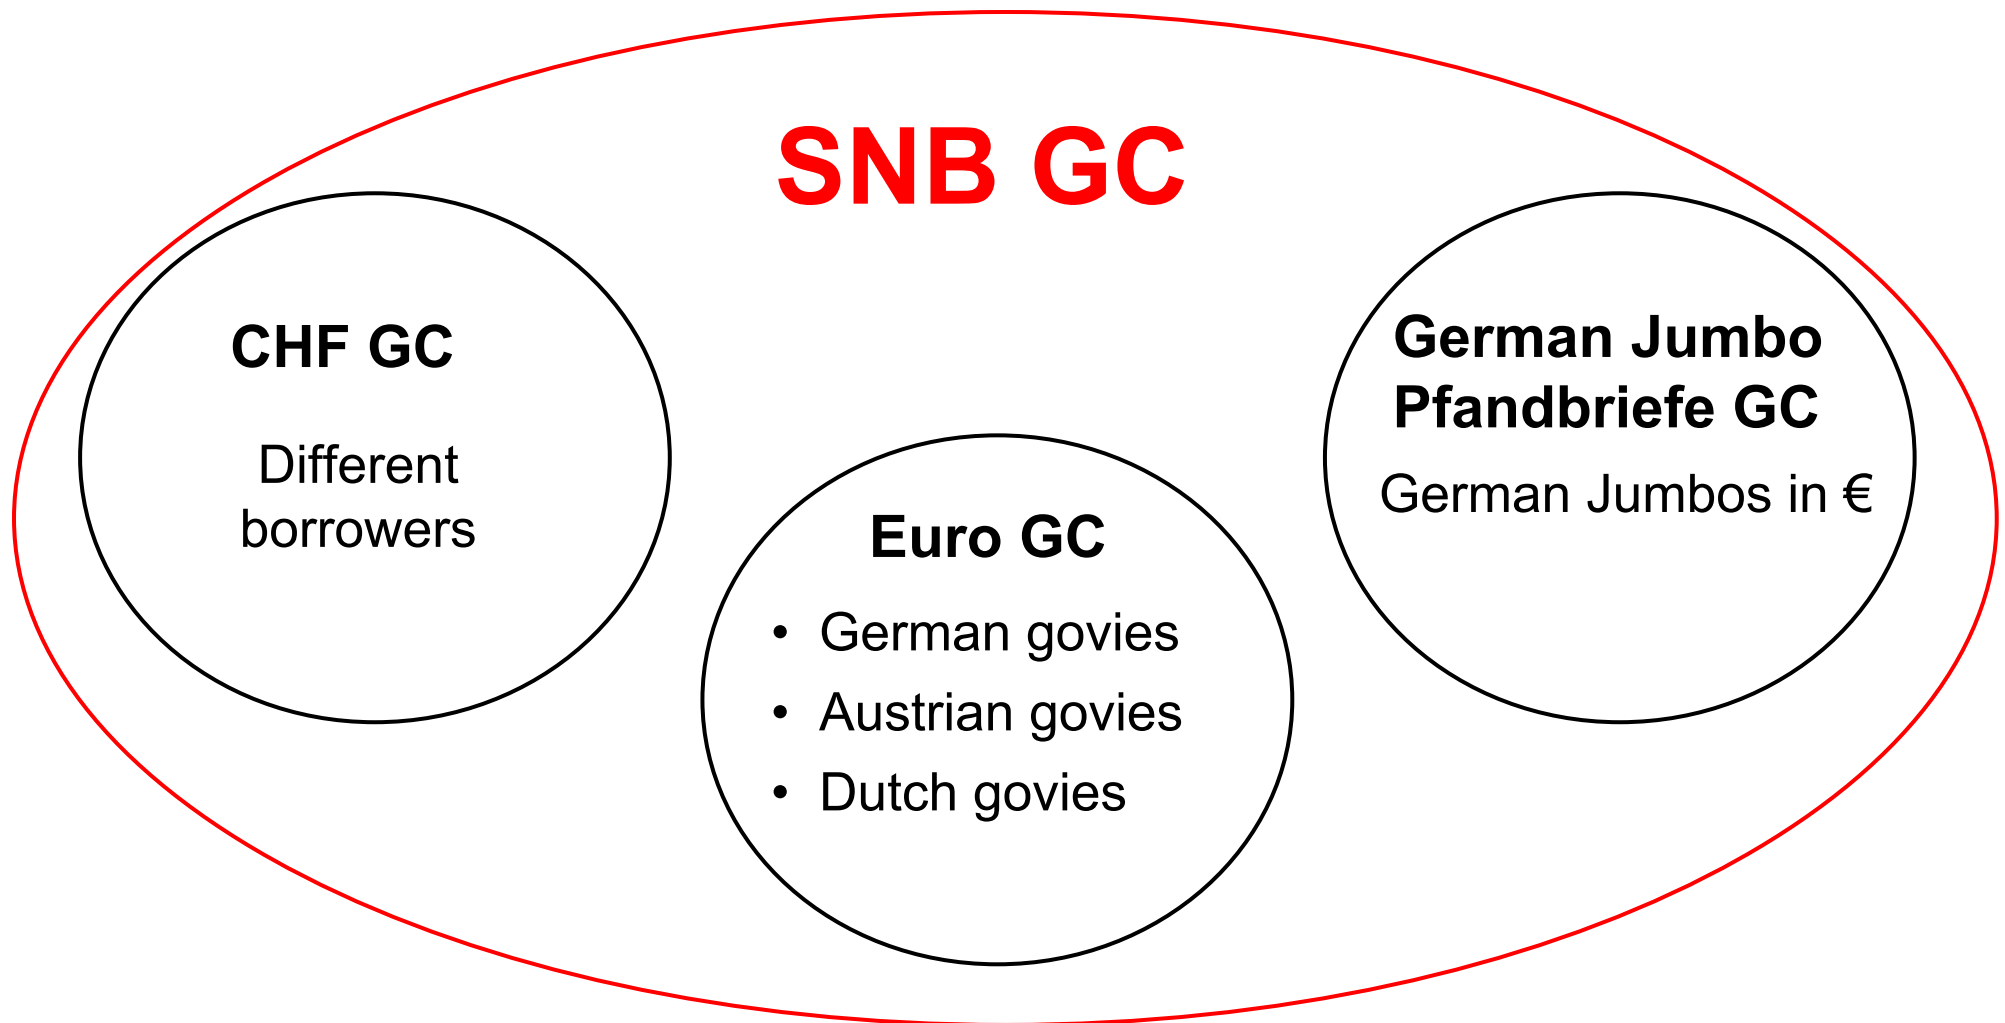 SNB GC
CHF GC
Different
borrowers
Euro GC
• German govies
• Austrian govies
• Dutch govies
German Jumbo
Pfandbriefe GC
German Jumbos in €